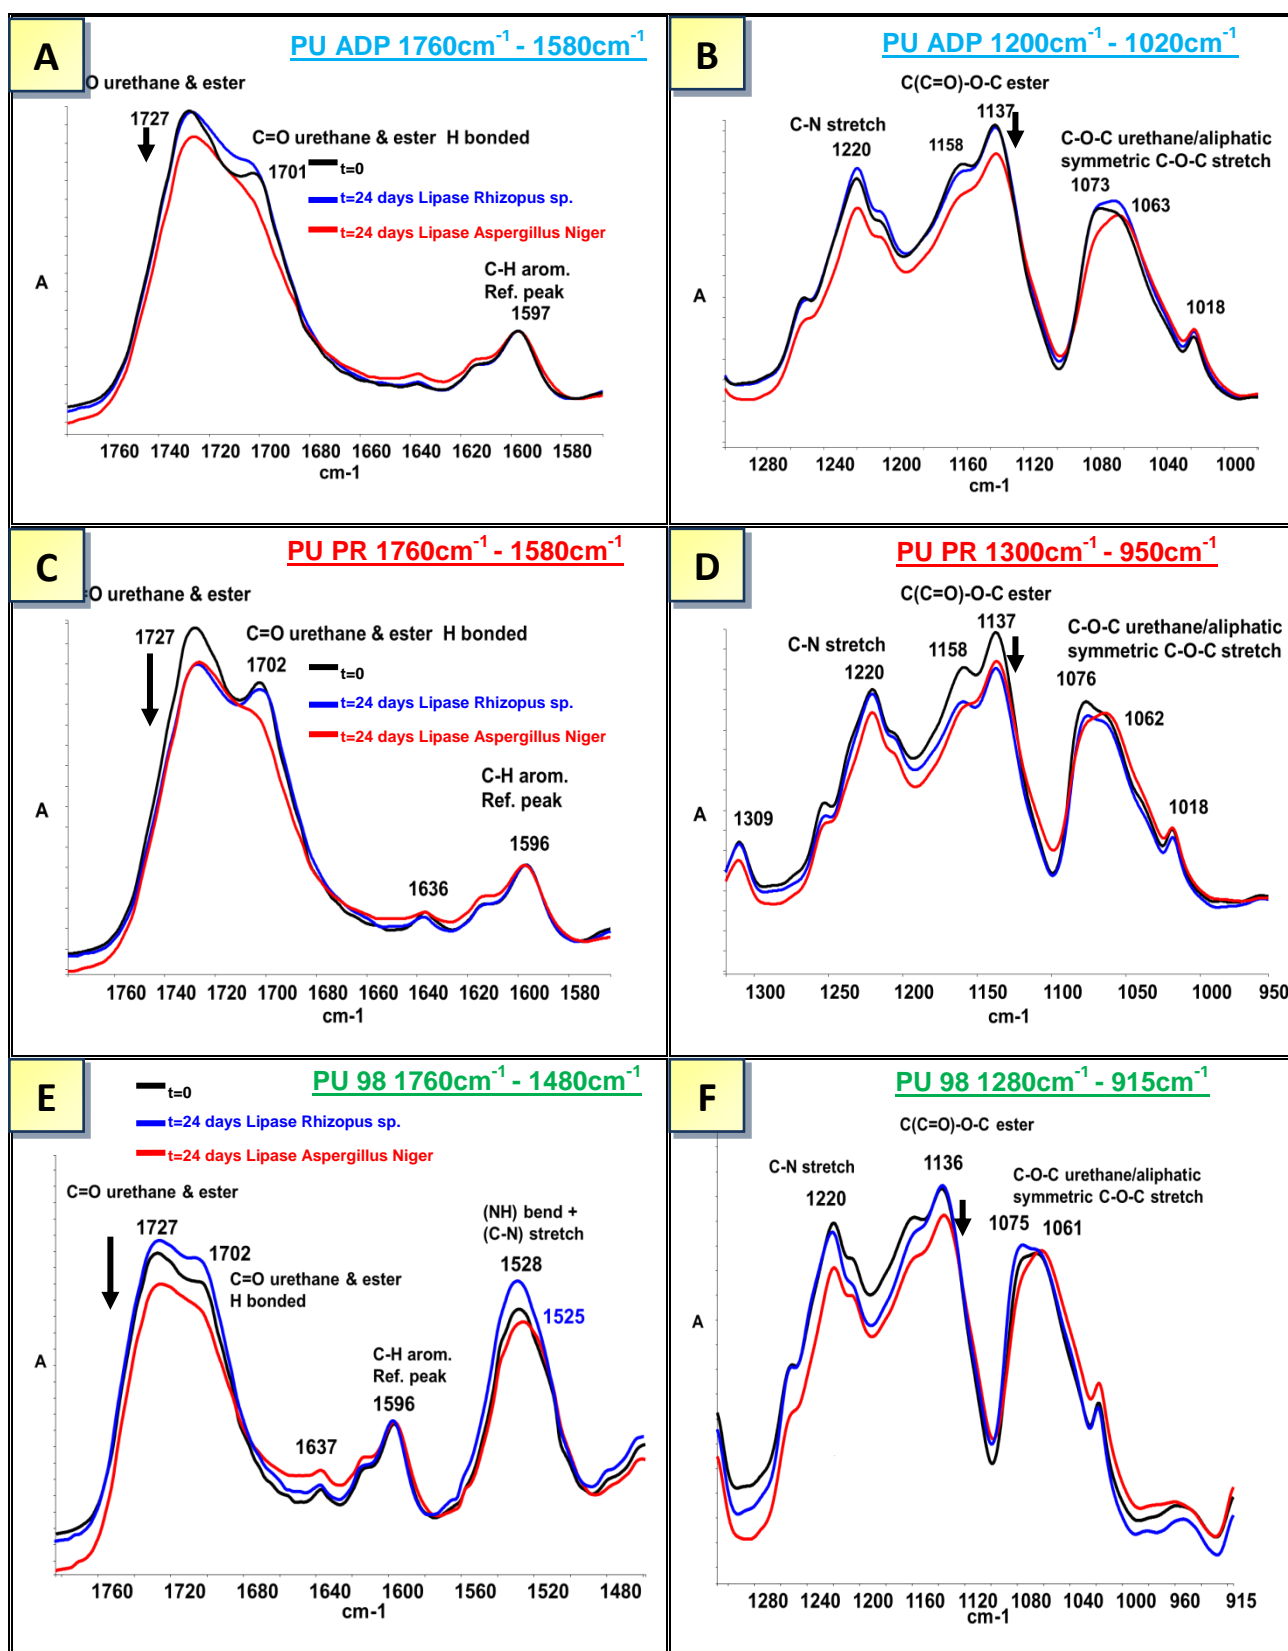 A
PU ADP 1760cm⁻¹ - 1580cm⁻¹
O urethane & ester
1727
C=O urethane & ester H bonded
1701
t=0
t=24 days Lipase Rhizopus sp.
t=24 days Lipase Aspergillus Niger
C-H arom.
Ref. peak
1597
A
1760 1740 1720 1700 1680 1660 1640 1620 1600 1580
cm-1
B
PU ADP 1200cm⁻¹ - 1020cm⁻¹
C(C=O)-O-C ester
1137
C-N stretch
1220
1158
C-O-C urethane/aliphatic
symmetric C-O-C stretch
1073
1063
1018
A
1280 1240 1200 1160 1120 1080 1040 1000
cm-1
C
PU PR 1760cm⁻¹ - 1580cm⁻¹
=O urethane & ester
1727
C=O urethane & ester H bonded
1702
t=0
t=24 days Lipase Rhizopus sp.
t=24 days Lipase Aspergillus Niger
C-H arom.
Ref. peak
1596
1636
A
1760 1740 1720 1700 1680 1660 1640 1620 1600 1580
cm-1
D
PU PR 1300cm⁻¹ - 950cm⁻¹
C(C=O)-O-C ester
1137
C-N stretch
1220
1158
C-O-C urethane/aliphatic
symmetric C-O-C stretch
1076
1062
1018
1309
A
1300 1250 1200 1150 1100 1050 1000 950
cm-1
E
PU 98 1760cm⁻¹ - 1480cm⁻¹
t=0
t=24 days Lipase Rhizopus sp.
t=24 days Lipase Aspergillus Niger
C=O urethane & ester
1727
1702
C=O urethane & ester
H bonded
(NH) bend +
(C-N) stretch
1528
1525
C-H arom.
Ref. peak
1596
1637
A
1760 1720 1680 1640 1600 1560 1520 1480
cm-1
F
PU 98 1280cm⁻¹ - 915cm⁻¹
C(C=O)-O-C ester
1136
C-N stretch
1220
C-O-C urethane/aliphatic
symmetric C-O-C stretch
1075 1061
A
1280 1240 1200 1160 1120 1080 1040 1000 960 915
cm-1